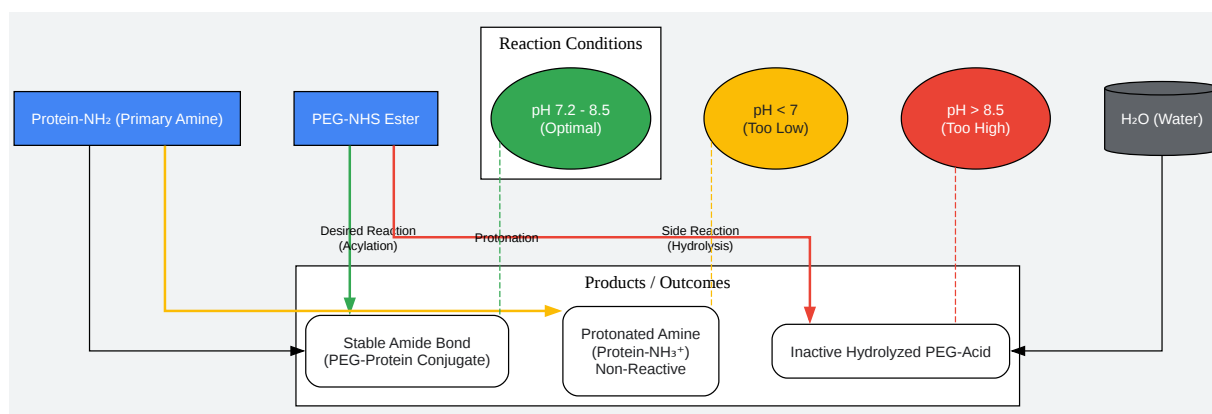 Reaction Conditions
Protein-NH₂ (Primary Amine)
PEG-NHS Ester
pH 7.2 - 8.5
(Optimal)
pH < 7
(Too Low)
pH > 8.5
(Too High)
H₂O (Water)
Desired Reaction
(Acylation)
Protonation
Side Reaction
(Hydrolysis)
Products / Outcomes
Stable Amide Bond
(PEG-Protein Conjugate)
Protonated Amine
(Protein-NH₃⁺)
Non-Reactive
Inactive Hydrolyzed PEG-Acid